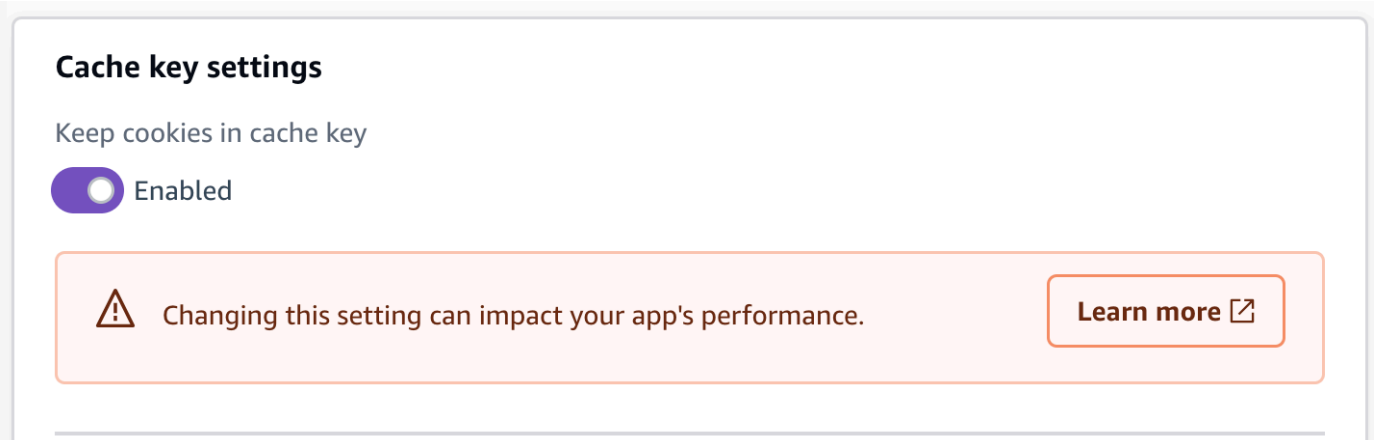 Cache key settings
Keep cookies in cache key
Enabled
Changing this setting can impact your app's performance.
Learn more